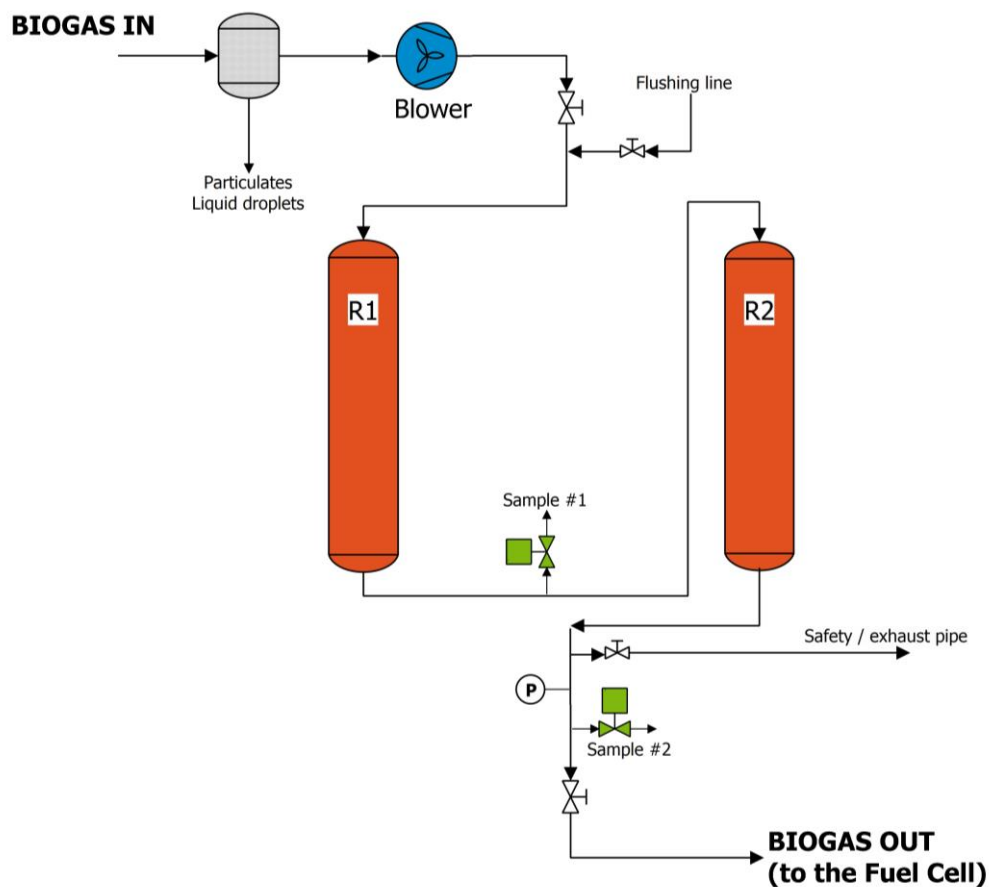 BIOGAS IN
Blower
Flushing line
Particulates
Liquid droplets
R1
R2
Sample #1
Safety / exhaust pipe
P
Sample #2
BIOGAS OUT
(to the Fuel Cell)